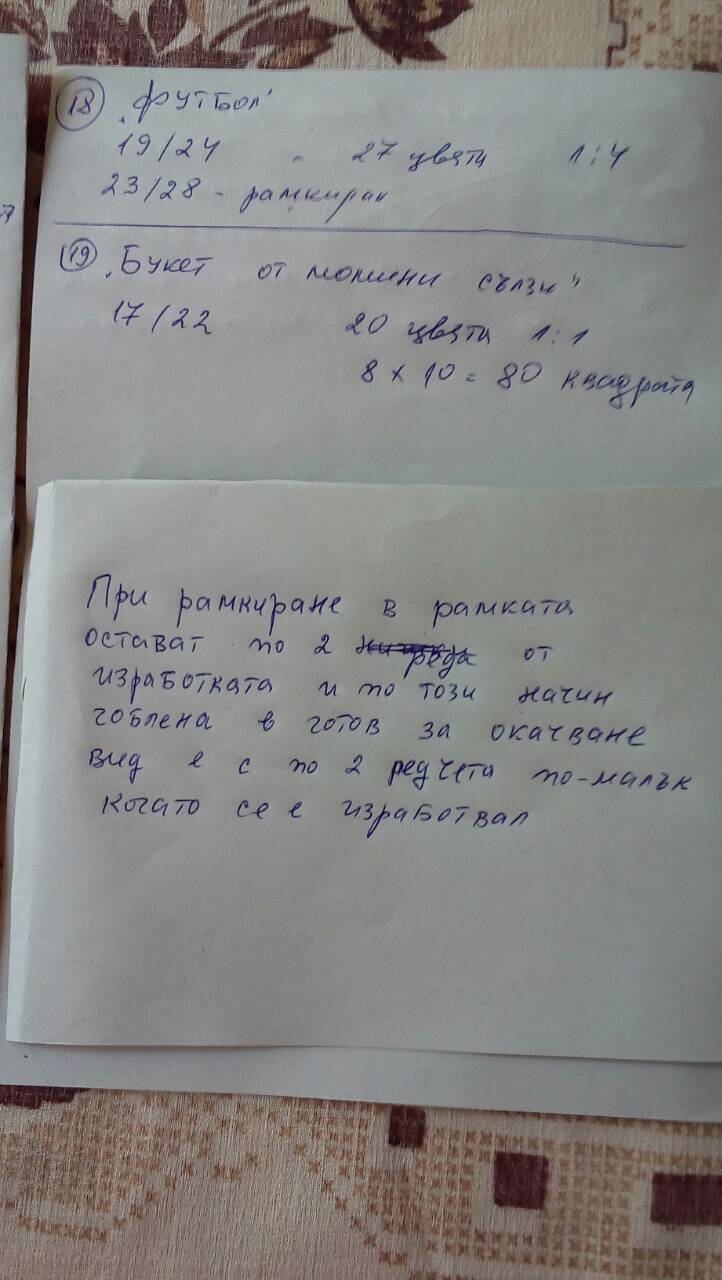 18 „Футбол"
19/24 - 27 цвята 1:4
23/28 - рамкиран
19 „Букет от момини сълзи"
17/22 20 цвята 1:1
8 x 10 = 80 квадрата
При рамкиране в рамката
остават по 2 реда от
изработката и по този начин
гоблена в готов за окачване
вид е с по 2 редчета по-малък
когато се е изработвал